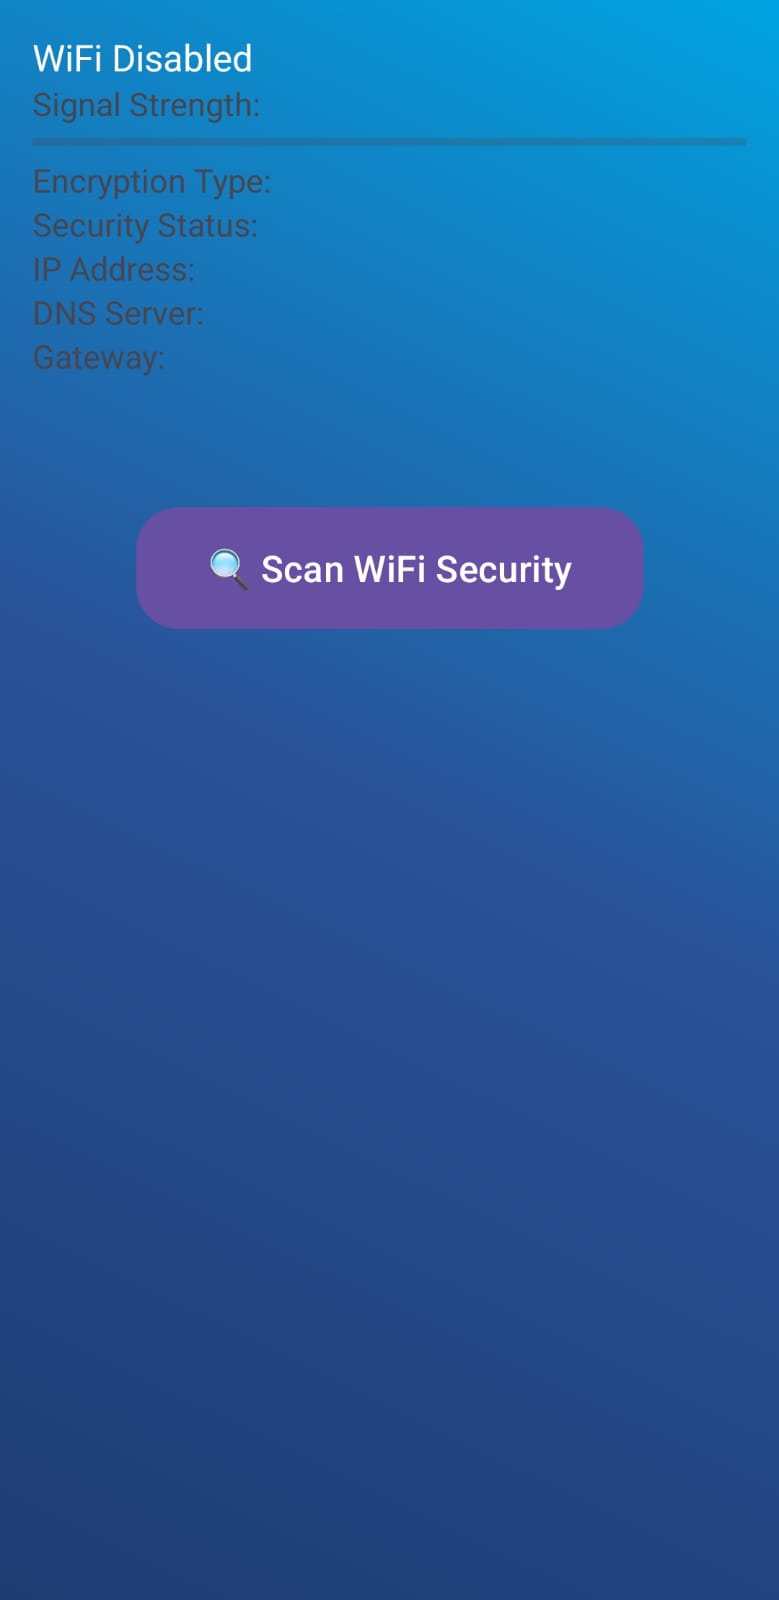 WiFi Disabled
Signal Strength:
Encryption Type:
Security Status:
IP Address:
DNS Server:
Gateway:
🔍 Scan WiFi Security